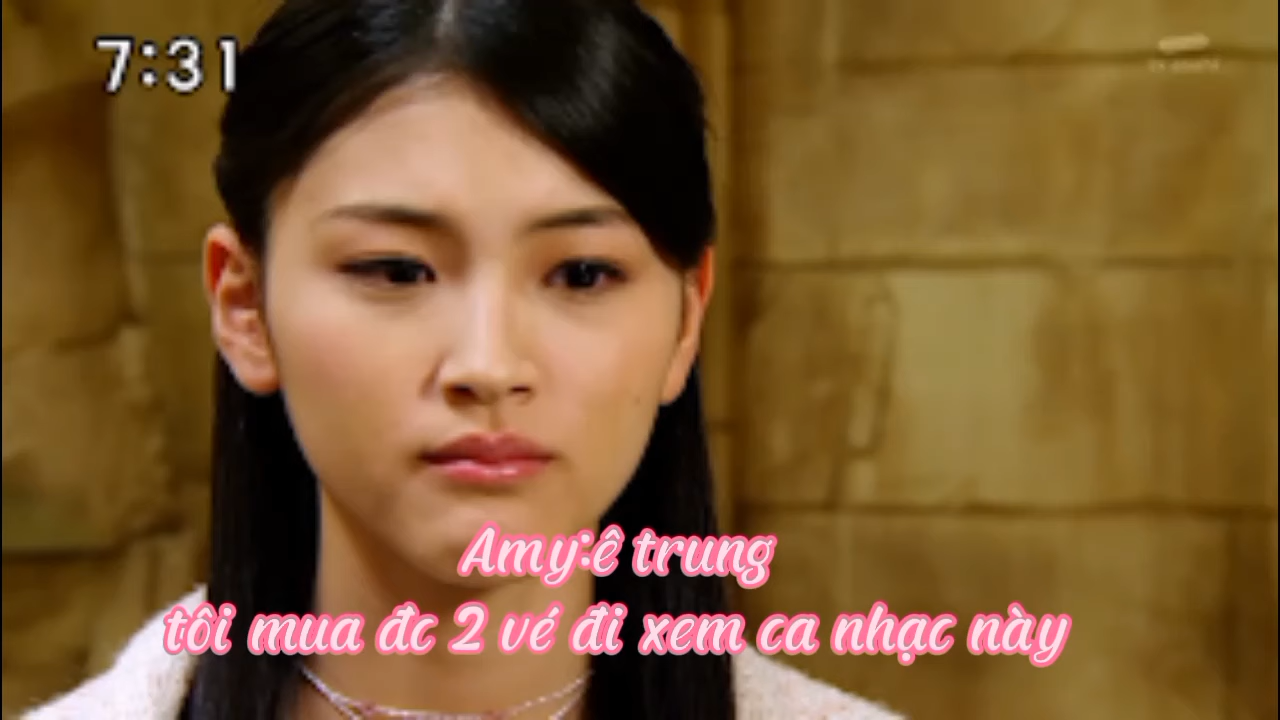 7:31
Amy:ê trung
tôi mua đc 2 vé đi xem ca nhạc này